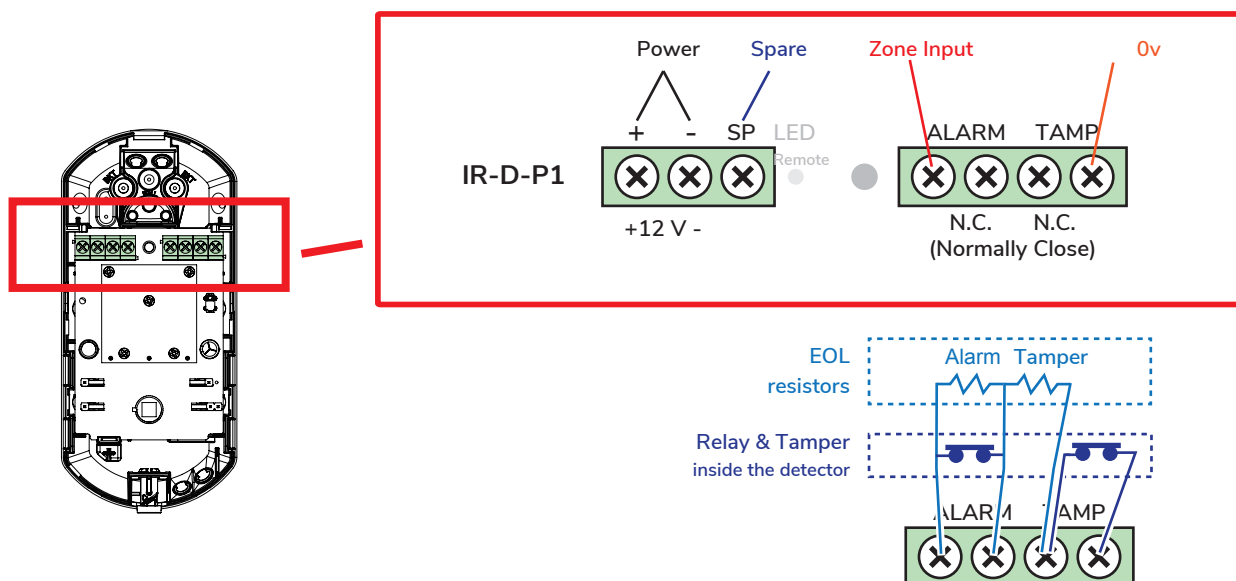 Power Spare Zone Input 0v
+ - SP LED ALARM TAMP
Remote
IR-D-P1
+12 V - N.C. N.C.
(Normally Close)
EOL Alarm Tamper
resistors
Relay & Tamper
inside the detector
ALARM TAMP